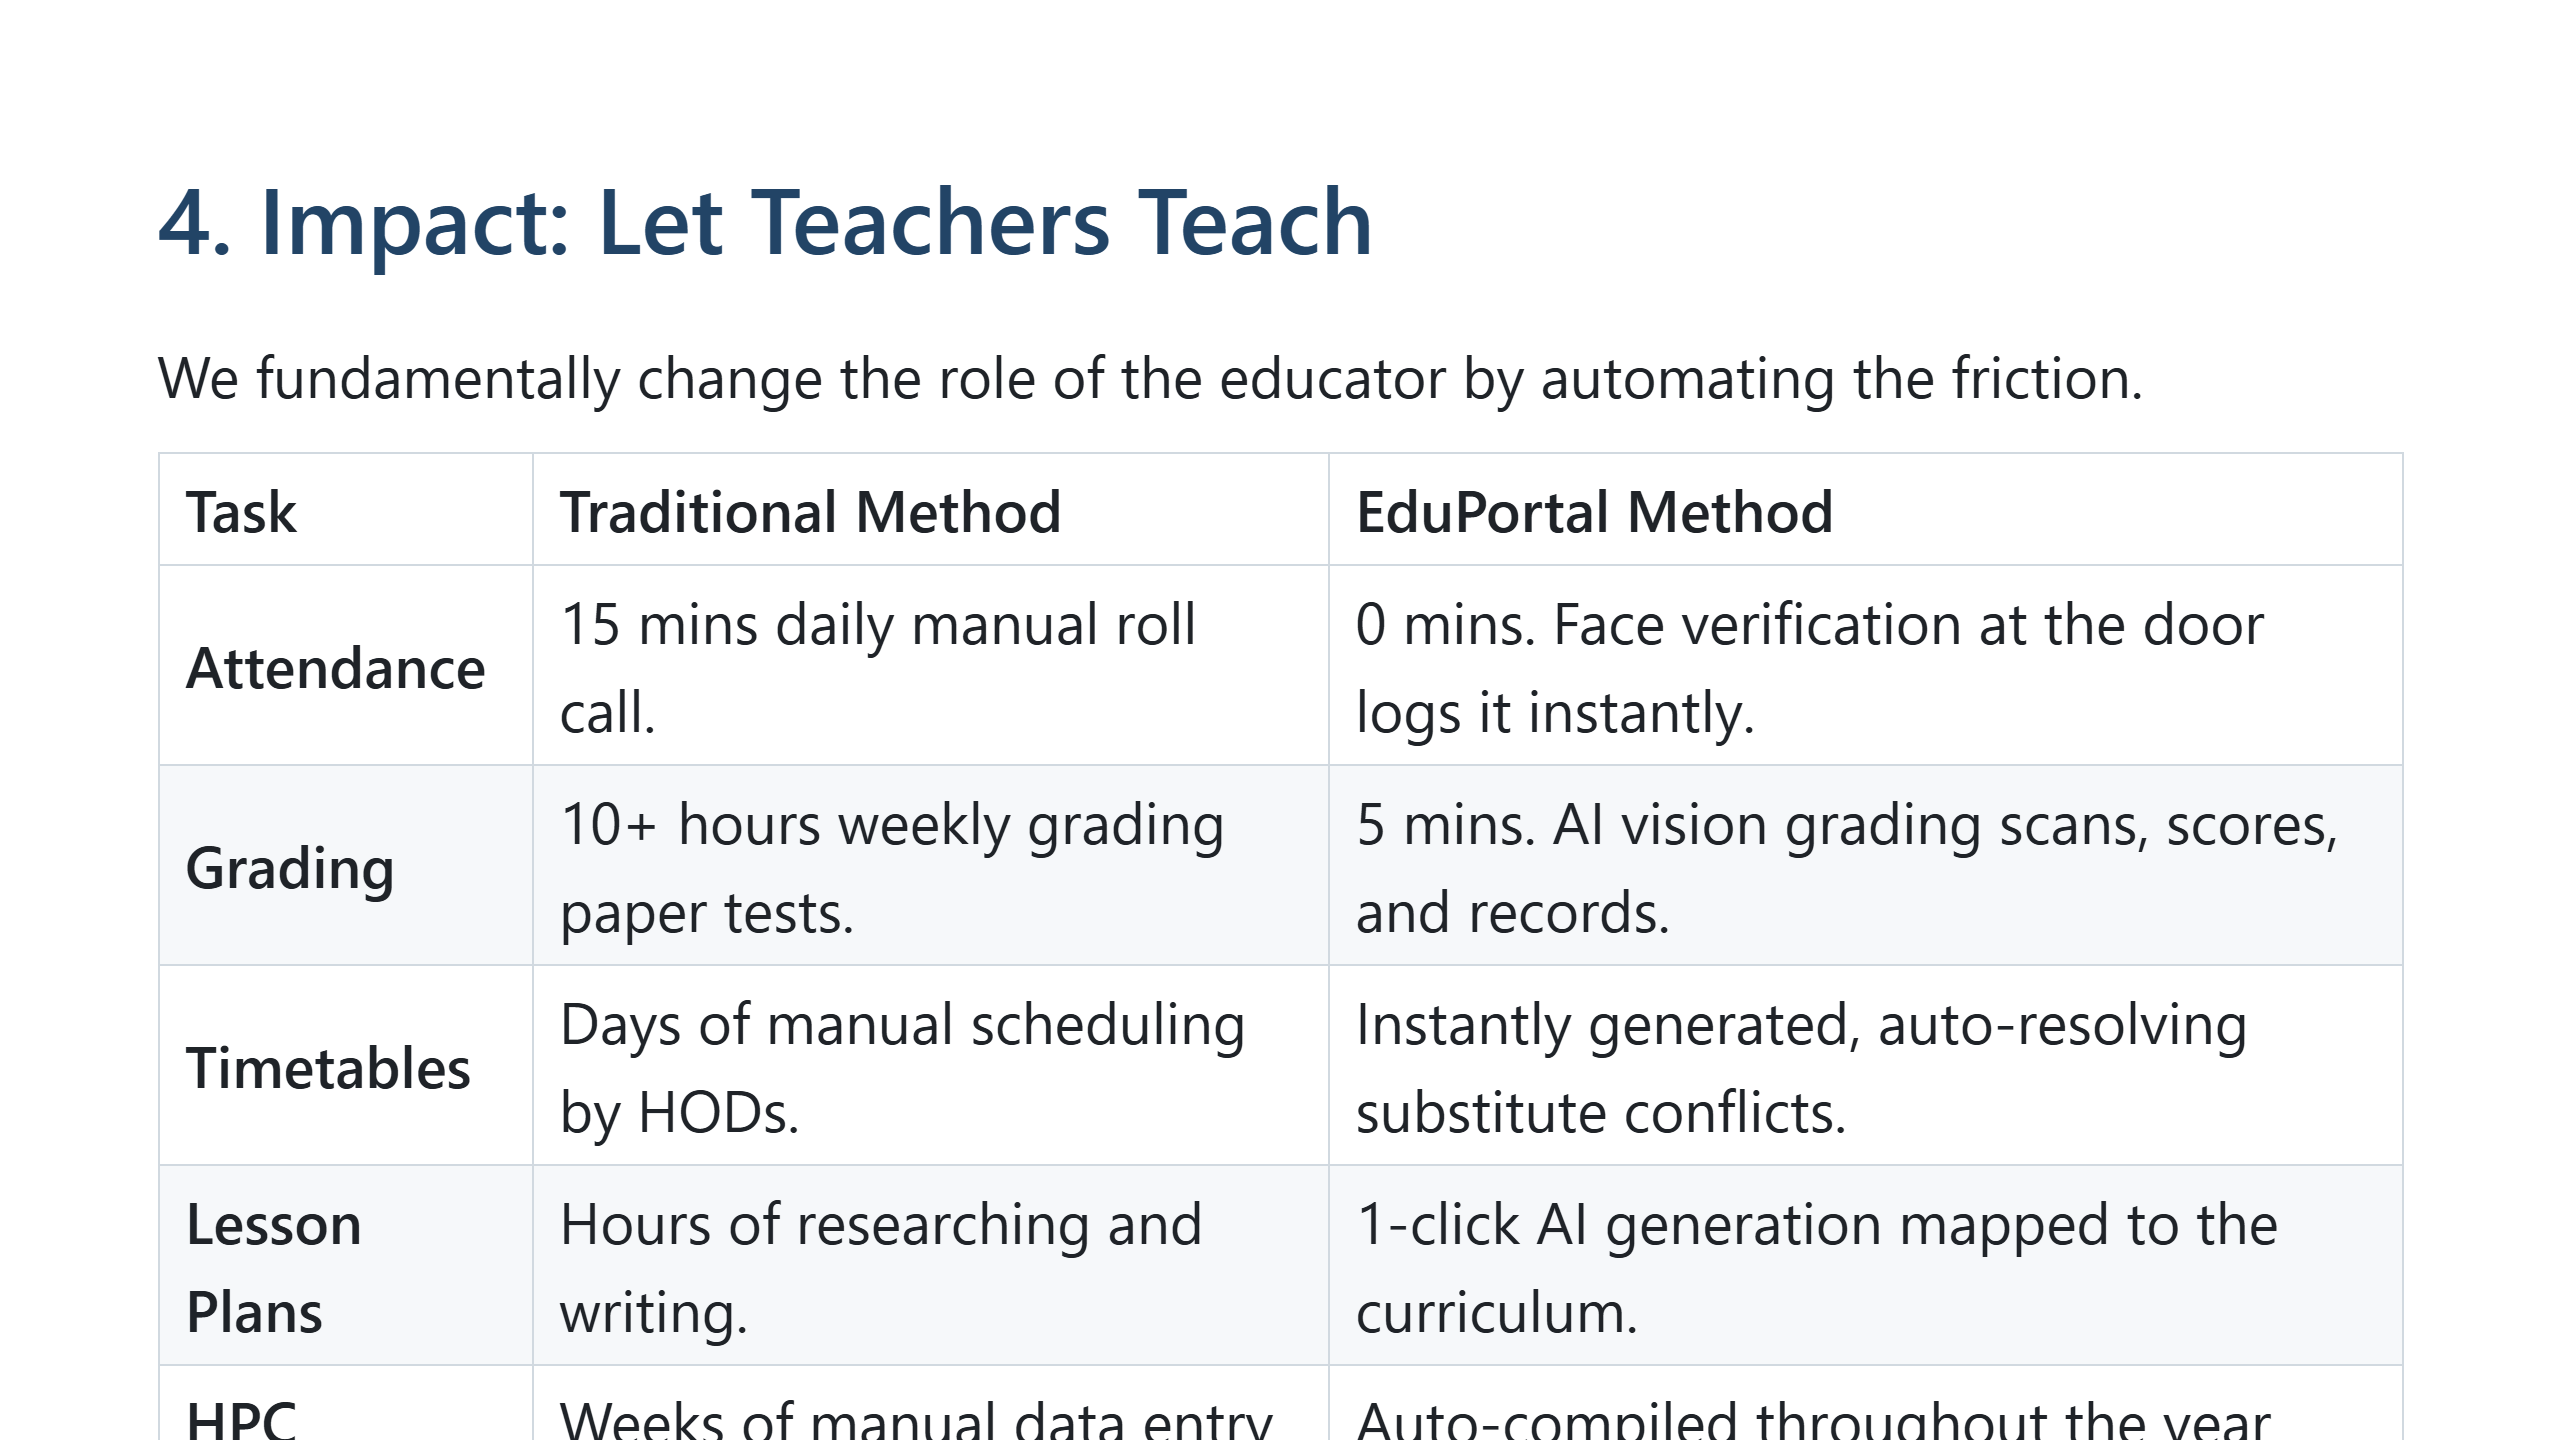 4. Impact: Let Teachers Teach
We fundamentally change the role of the educator by automating the friction.
Task
Traditional Method
EduPortal Method
Attendance
15 mins daily manual roll
call.
0 mins. Face verification at the door
logs it instantly.
Grading
10+ hours weekly grading
paper tests.
5 mins. AI vision grading scans, scores,
and records.
Timetables
Days of manual scheduling
by HODs.
Instantly generated, auto-resolving
substitute conflicts.
Lesson
Plans
Hours of researching and
writing.
1-click AI generation mapped to the
curriculum.
HPC
Weeks of manual data entry
Auto-compiled throughout the year